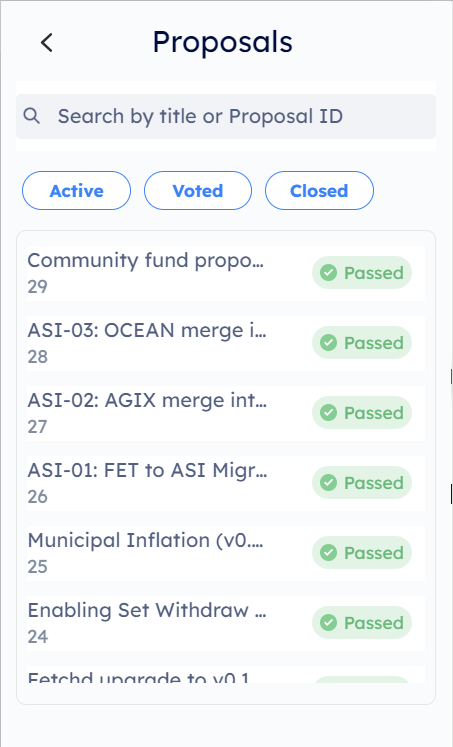 Proposals
Search by title or Proposal ID
Active Voted Closed
Community fund propo...
29
Passed
ASI-03: OCEAN merge i...
28
Passed
ASI-02: AGIX merge int...
27
Passed
ASI-01: FET to ASI Migr...
26
Passed
Municipal Inflation (v0....
25
Passed
Enabling Set Withdraw ...
24
Passed
Fetchd upgrade to v0.1